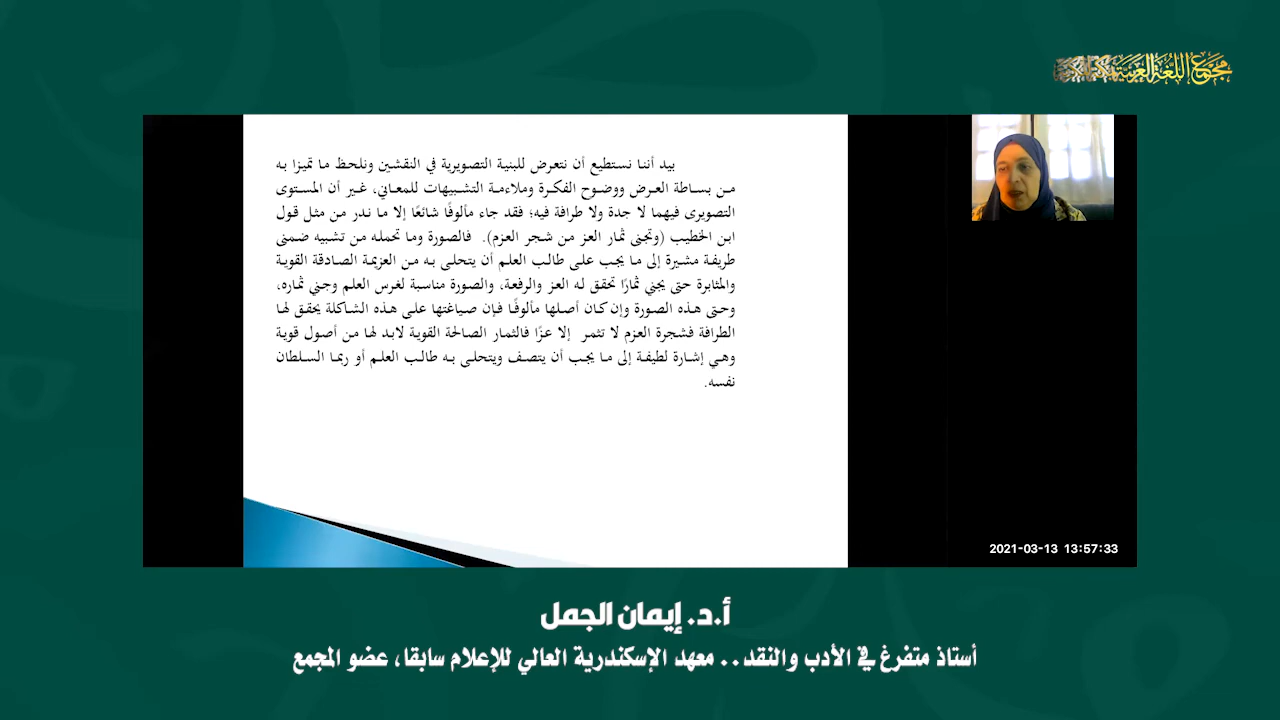 مجمع اللغة العربية
بيد أننا نستطيع أن نتعرض للبنية التصويرية في النقشين ونلحظ ما تميزا به
من بساطة العرض ووضوح الفكرة وملاءمة التشبيهات للمعاني، غير أن المستوى
التصويرى فيهما لا جدة ولا طرافة فيه؛ فقد جاء مألوفًا شائعًا إلا ما ندر من مثل قول
ابن الخطيب (وتجنى ثمار العز من شجر العزم). فالصورة وما تحمله من تشبيه ضمنى
طريفة مشيرة إلى ما يجب على طالب العلم أن يتحلى به من العزيمة الصادقة القوية
والمثابرة حتى يجني ثمارًا تحقق له العز والرفعة، والصورة مناسبة لغرس العلم وجني ثماره،
وحتى هذه الصورة وإن كان أصلها مألوفًا فإن صياغتها على هذه الشاكلة يحقق لها
الطرافة فشجرة العزم لا تثمر إلا عزًا فالثمار الصالحة القوية لابد لها من أصول قوية
وهي إشارة لطيفة إلى ما يجب أن يتصف ويتحلى به طالب العلم أو ربما السلطان
نفسه.
2021-03-13 13:57:33
أ.د. إيمان الجمل
أستاذ متفرغ في الأدب والنقد.. معهد الإسكندرية العالي للإعلام سابقا، عضو المجمع